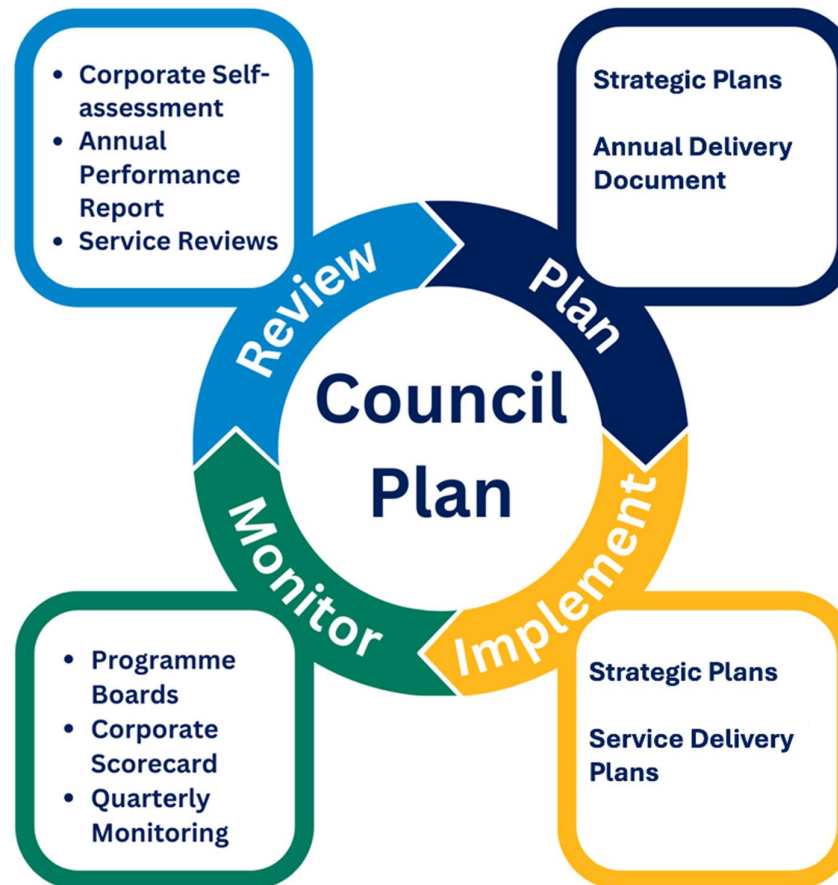 • Corporate Self-
assessment
• Annual
Performance
Report
• Service Reviews
Strategic Plans
Annual Delivery
Document
Review
Plan
Council
Plan
Monitor
Implement
• Programme
Boards
• Corporate
Scorecard
• Quarterly
Monitoring
Strategic Plans
Service Delivery
Plans